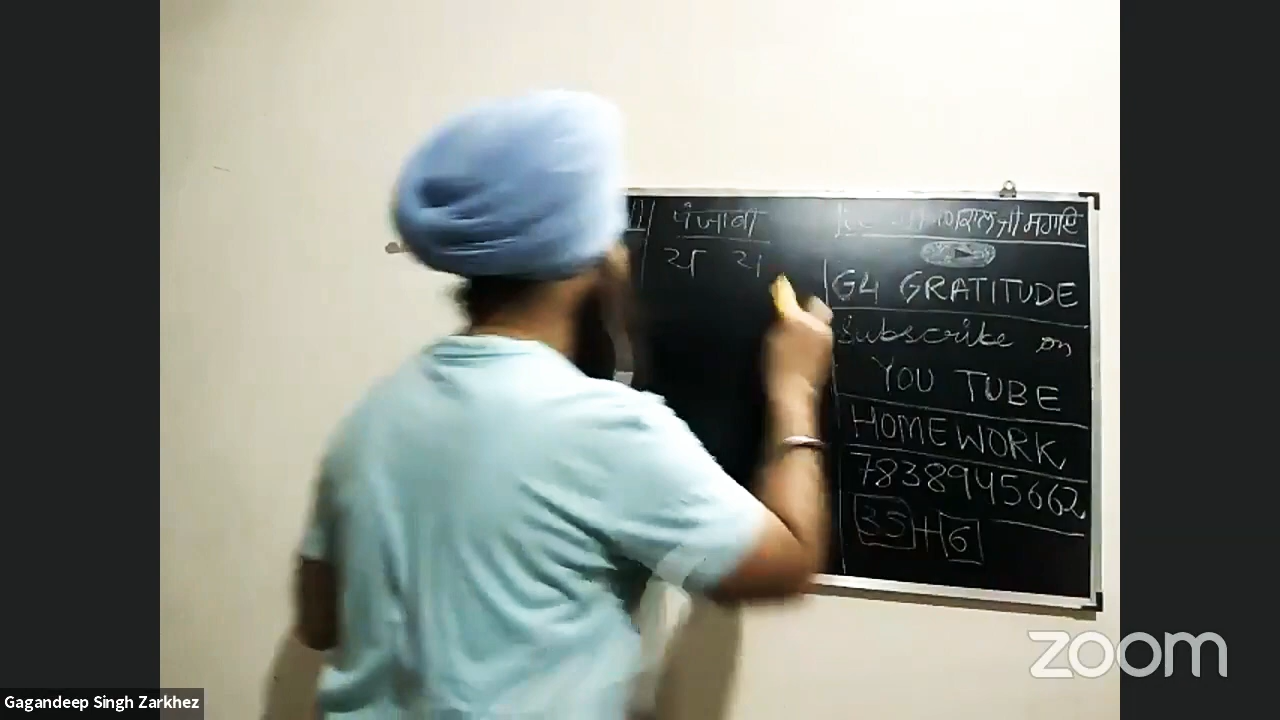 ਪੰਜਾਬੀ
G4 GRATITUDE
Subscribe on
YOU TUBE
HOMEWORK
7838945662
35 + 6
zoom
Gagandeep Singh Zarkhez